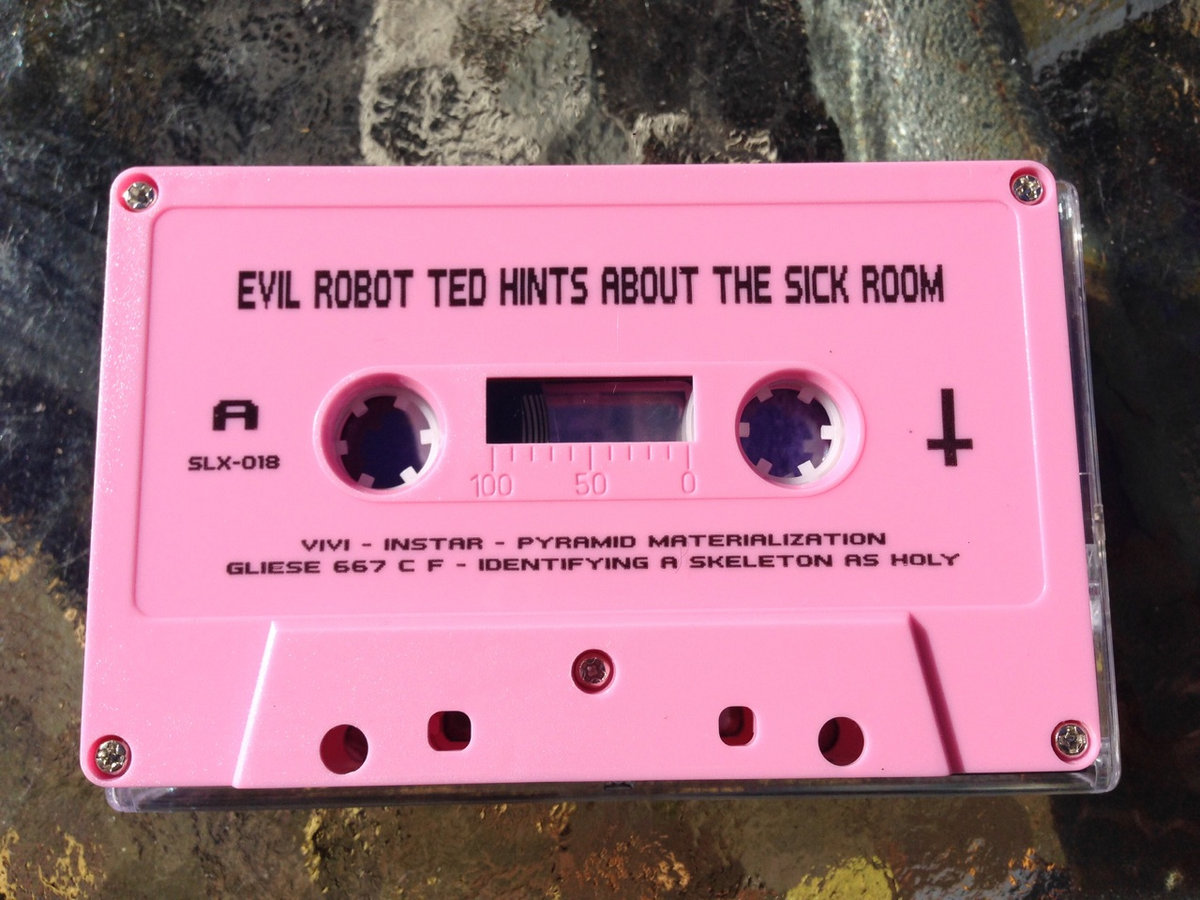 EVIL ROBOT TED HINTS ABOUT THE SICK ROOM
A
SLX-018
100 50 0
VIVI - INSTAR - PYRAMID MATERIALIZATION
GLIESE 667 C F - IDENTIFYING A SKELETON AS HOLY